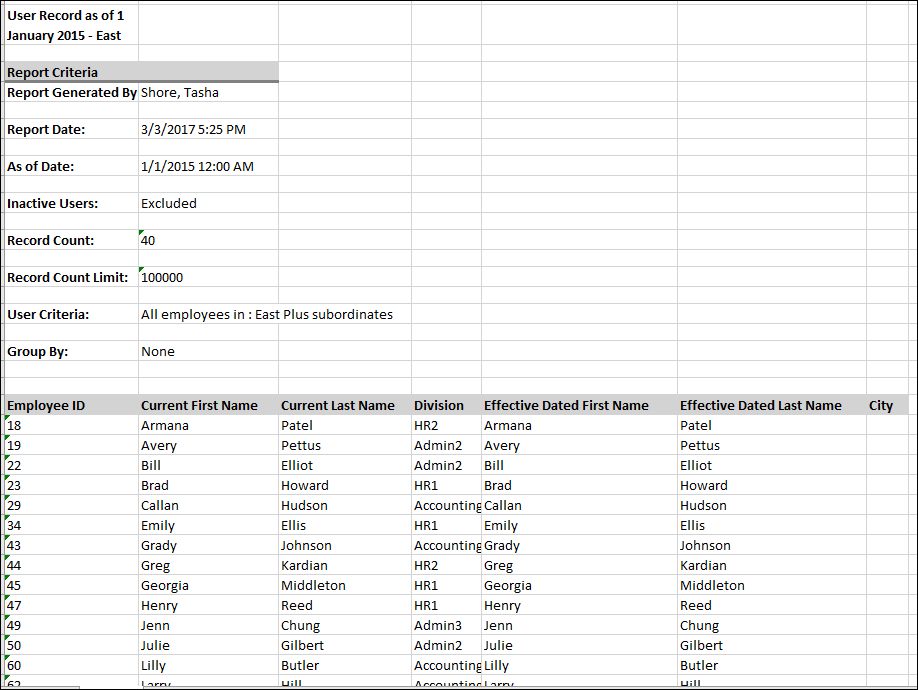 User Record as of 1
January 2015 - East
Report Criteria
Report Generated By Shore, Tasha
Report Date: 3/3/2017 5:25 PM
As of Date: 1/1/2015 12:00 AM
Inactive Users: Excluded
Record Count: 40
Record Count Limit: 100000
User Criteria: All employees in : East Plus subordinates
Group By: None
Employee ID Current First Name Current Last Name Division Effective Dated First Name Effective Dated Last Name City
18 Armana Patel HR2 Armana Patel
19 Avery Pettus Admin2 Avery Pettus
22 Bill Elliot Admin2 Bill Elliot
23 Brad Howard HR1 Brad Howard
29 Callan Hudson Accounting Callan Hudson
34 Emily Ellis HR1 Emily Ellis
43 Grady Johnson Accounting Grady Johnson
44 Greg Kardian HR2 Greg Kardian
45 Georgia Middleton HR1 Georgia Middleton
47 Henry Reed HR1 Henry Reed
49 Jenn Chung Admin3 Jenn Chung
50 Julie Gilbert Admin2 Julie Gilbert
60 Lilly Butler Accounting Lilly Butler
62 Larry Hill Accounting Larry Hill